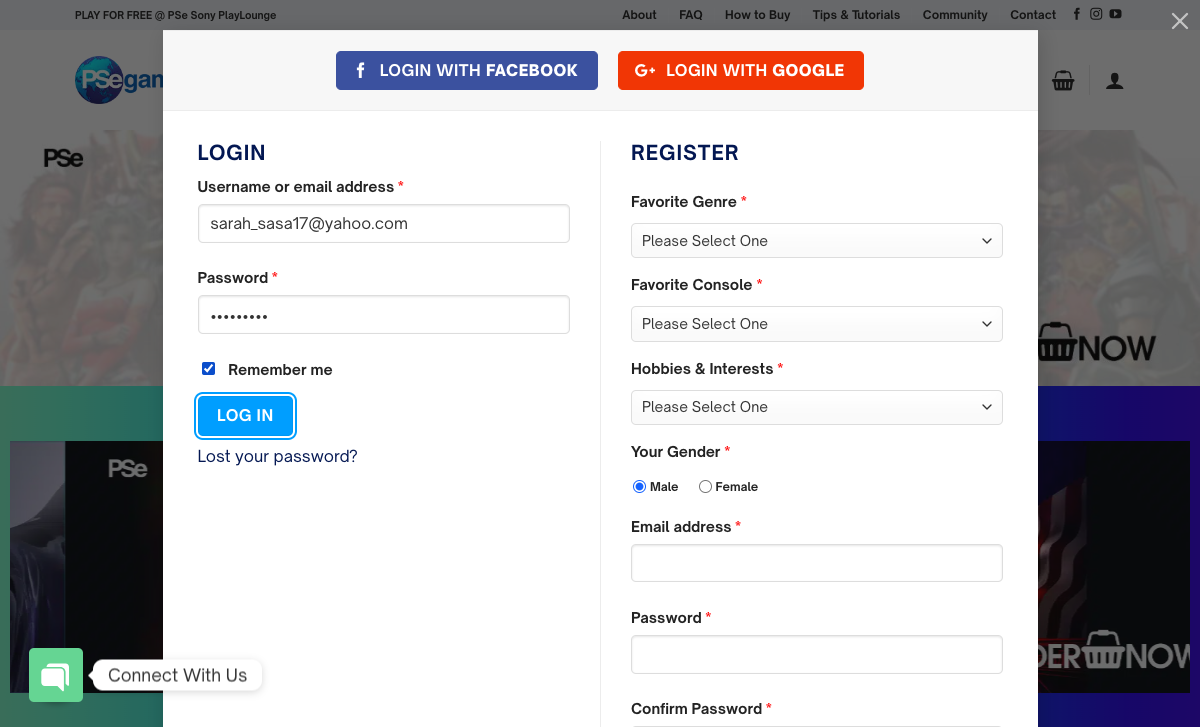 PLAY FOR FREE @ PSe Sony PlayLounge
About FAQ How to Buy Tips & Tutorials Community Contact
LOGIN WITH FACEBOOK
LOGIN WITH GOOGLE
PSegam
PSe
LOGIN
Username or email address *
sarah_sasa17@yahoo.com
Password *
•••••••••
Remember me
LOG IN
Lost your password?
REGISTER
Favorite Genre *
Please Select One
Favorite Console *
Please Select One
Hobbies & Interests *
Please Select One
Your Gender *
Male Female
Email address *
Password *
Confirm Password *
NOW
PSe
DER NOW
Connect With Us